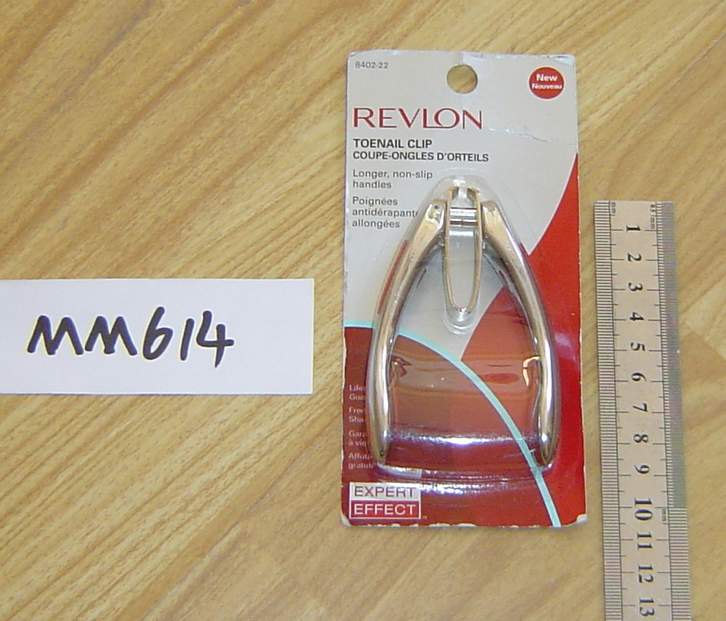 8402-22
New
Nouveau
REVLON
TOENAIL CLIP
COUPE-ONGLES D'ORTEILS
Longer, non-slip
handles
Poignées
antidérapant
allongées
MM614
EXPERT
EFFECT
1
2
3
4
5
6
7
8
9
10
11
12
13